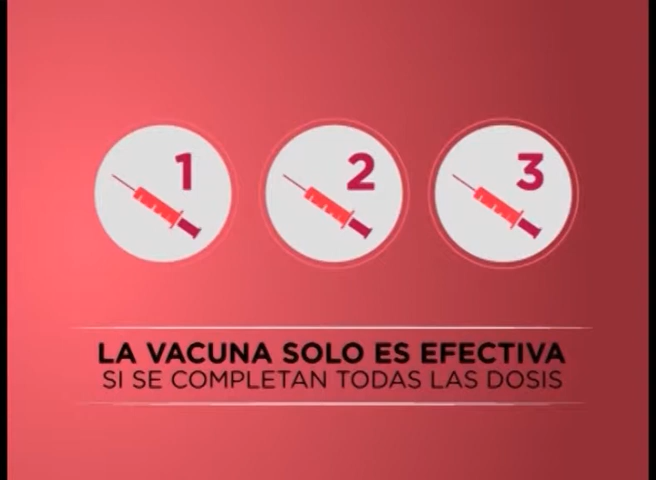 1 2 3
LA VACUNA SOLO ES EFECTIVA
SI SE COMPLETAN TODAS LAS DOSIS